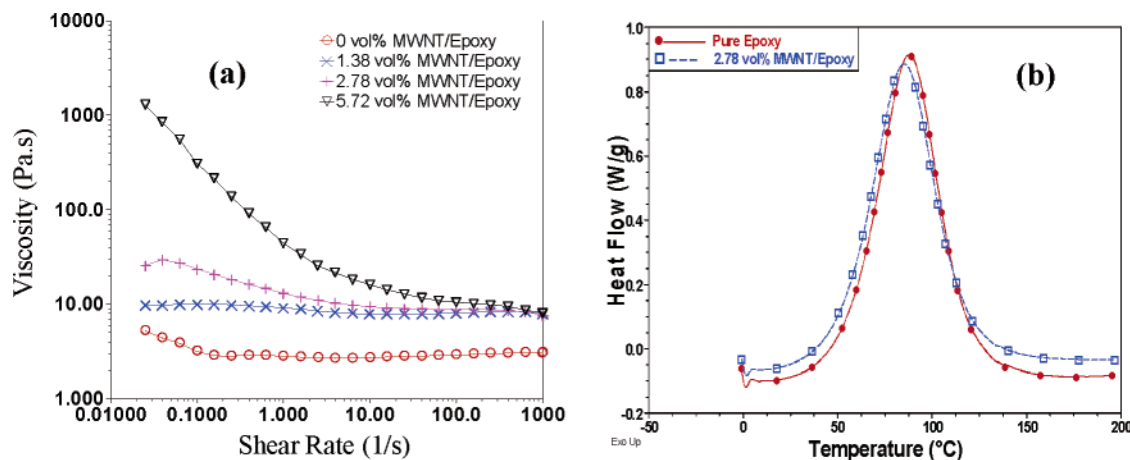 (a)
0 vol% MWNT/Epoxy
1.38 vol% MWNT/Epoxy
2.78 vol% MWNT/Epoxy
5.72 vol% MWNT/Epoxy
Viscosity (Pa.s)
10000
1000
100.0
10.00
1.000
0.01000 0.1000 1.000 10.00 100.0 1000
Shear Rate (1/s)
(b)
Pure Epoxy
2.78 vol% MWNT/Epoxy
Heat Flow (W/g)
1.0
0.8
0.6
0.4
0.2
0.0
-0.2
-50 0 50 100 150 200
Exo Up
Temperature (°C)